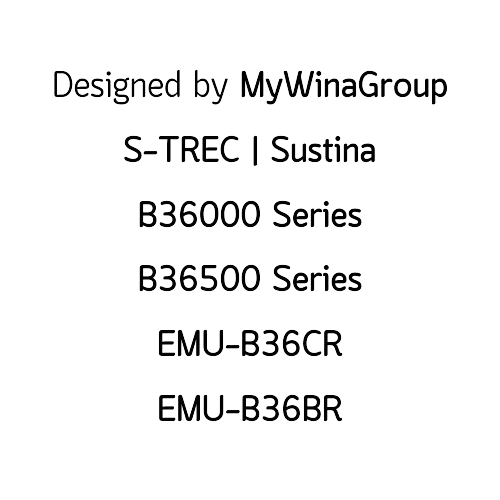 Designed by MyWinaGroup
S-TREC | Sustina
B36000 Series
B36500 Series
EMU-B36CR
EMU-B36BR